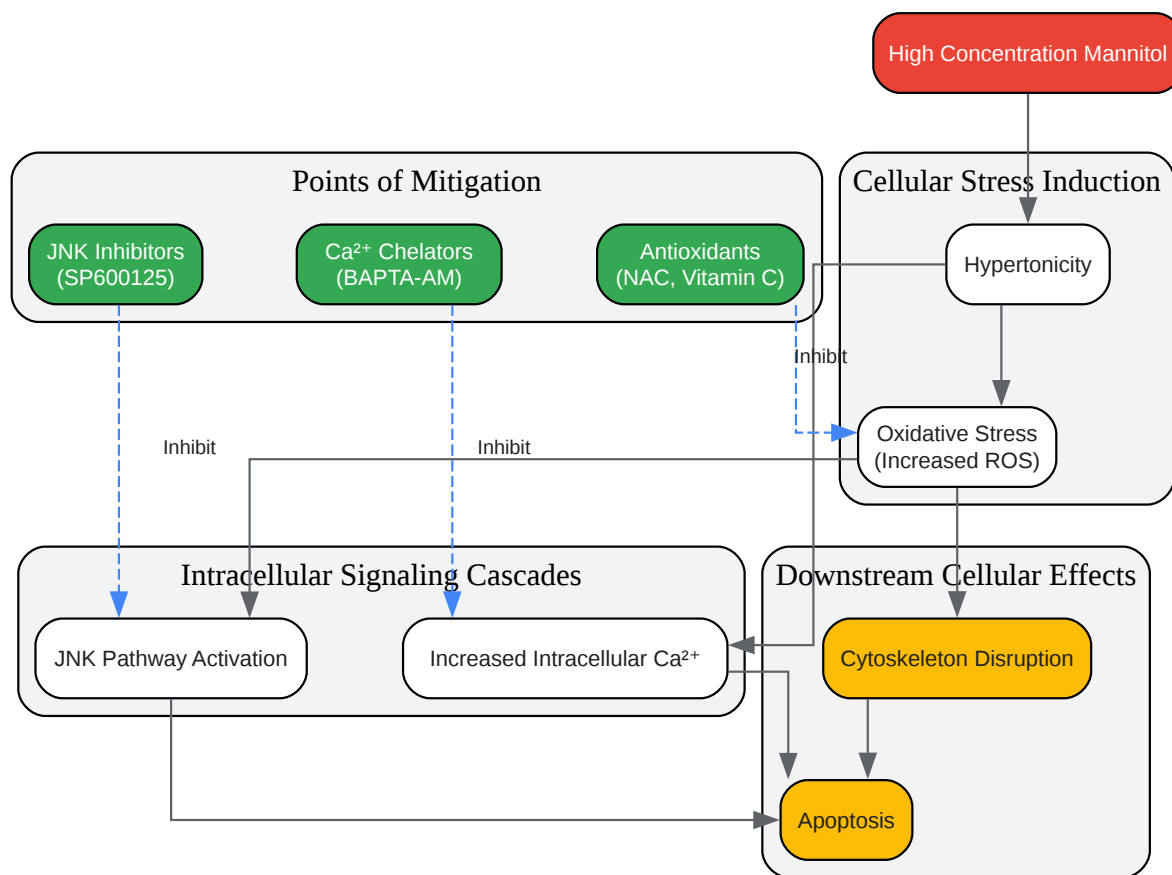 High Concentration Mannitol
Points of Mitigation
Cellular Stress Induction
JNK Inhibitors
(SP600125)
Ca²⁺ Chelators
(BAPTA-AM)
Antioxidants
(NAC, Vitamin C)
Hypertonicity
Inhibit
Inhibit
Inhibit
Oxidative Stress
(Increased ROS)
Intracellular Signaling Cascades
Downstream Cellular Effects
JNK Pathway Activation
Increased Intracellular Ca²⁺
Cytoskeleton Disruption
Apoptosis